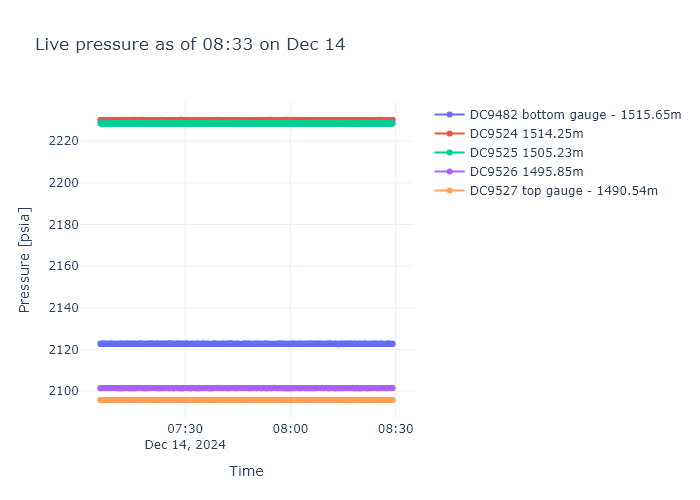 Live pressure as of 08:33 on Dec 14
DC9482 bottom gauge - 1515.65m
DC9524 1514.25m
DC9525 1505.23m
DC9526 1495.85m
DC9527 top gauge - 1490.54m
Pressure [psia]
2220
2200
2180
2160
2140
2120
2100
07:30 08:00 08:30
Dec 14, 2024
Time